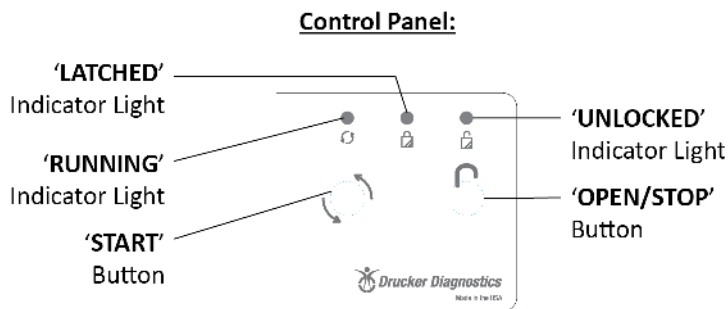 Control Panel:
‘LATCHED’
Indicator Light
‘RUNNING’
Indicator Light
‘START’
Button
‘UNLOCKED’
Indicator Light
‘OPEN/STOP’
Button
Drucker Diagnostics
Made in the USA